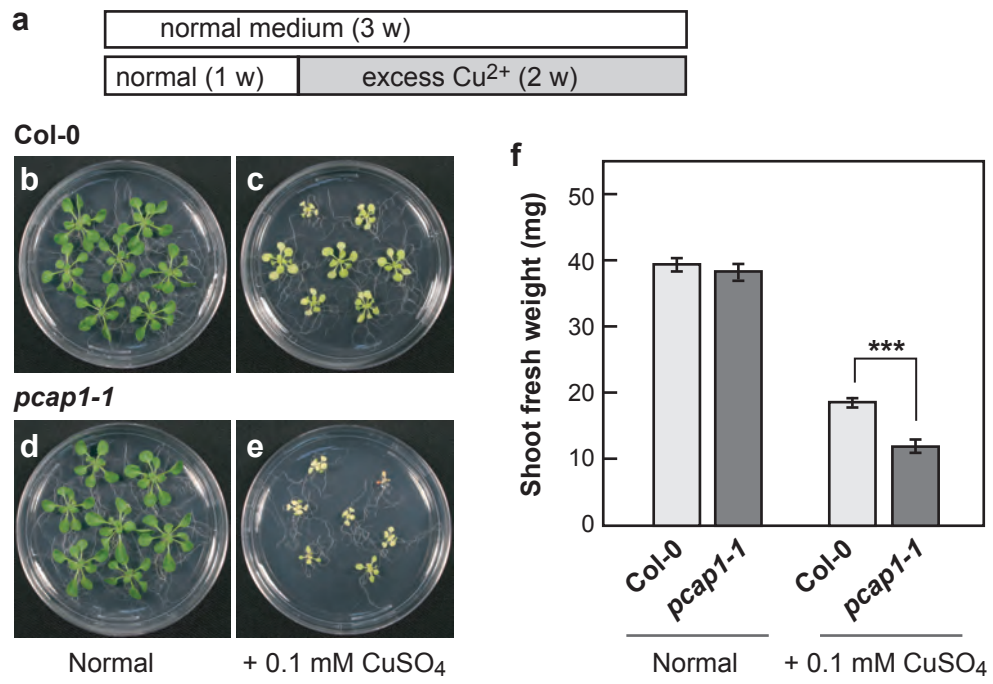 a
normal medium (3 w)
normal (1 w)
excess Cu²⁺ (2 w)
Col-0
b
c
pcap1-1
d
e
Normal
+ 0.1 mM CuSO₄
f
Shoot fresh weight (mg)
50
40
30
20
10
0
***
Col-0
pcap1-1
Col-0
pcap1-1
Normal
+ 0.1 mM CuSO₄